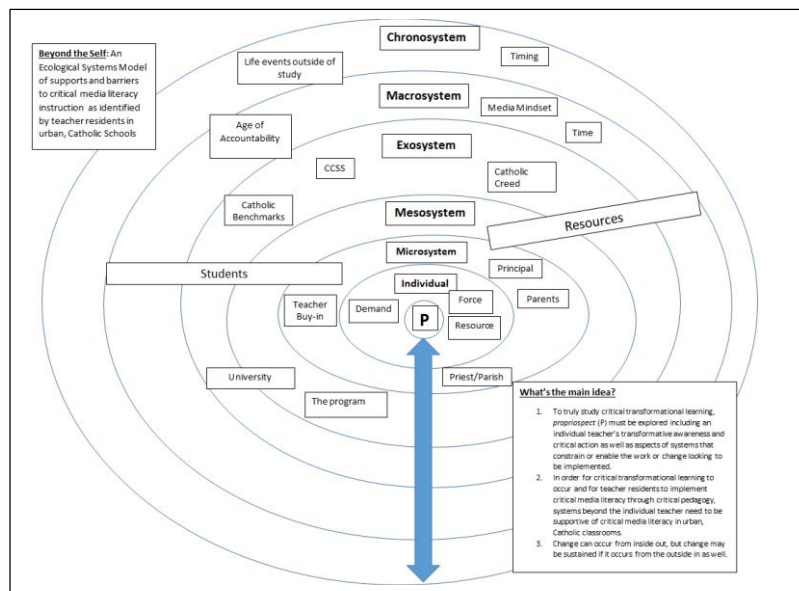 Beyond the Self: An
Ecological Systems Model
of supports and barriers
to critical media literacy
instruction as identified
by teacher residents in
urban, Catholic Schools
Chronosystem
Timing
Life events outside of
study
Macrosystem
Media Mindset
Age of
Accountability
Time
Exosystem
CCSS
Catholic
Creed
Catholic
Benchmarks
Mesosystem
Resources
Microsystem
Students
Principal
Individual
Teacher
Buy-in
Demand
Force
Parents
P
Resource
University
Priest/Parish
The program
What's the main idea?
1. To truly study critical transformational learning,
propriospect (P) must be explored including an
individual teacher's transformative awareness and
critical action as well as aspects of systems that
constrain or enable the work or change looking to
be implemented.
2. In order for critical transformational learning to
occur and for teacher residents to implement
critical media literacy through critical pedagogy,
systems beyond the individual teacher need to be
supportive of critical media literacy in urban,
Catholic classrooms.
3. Change can occur from inside out, but change may
be sustained if it occurs from the outside in as well.